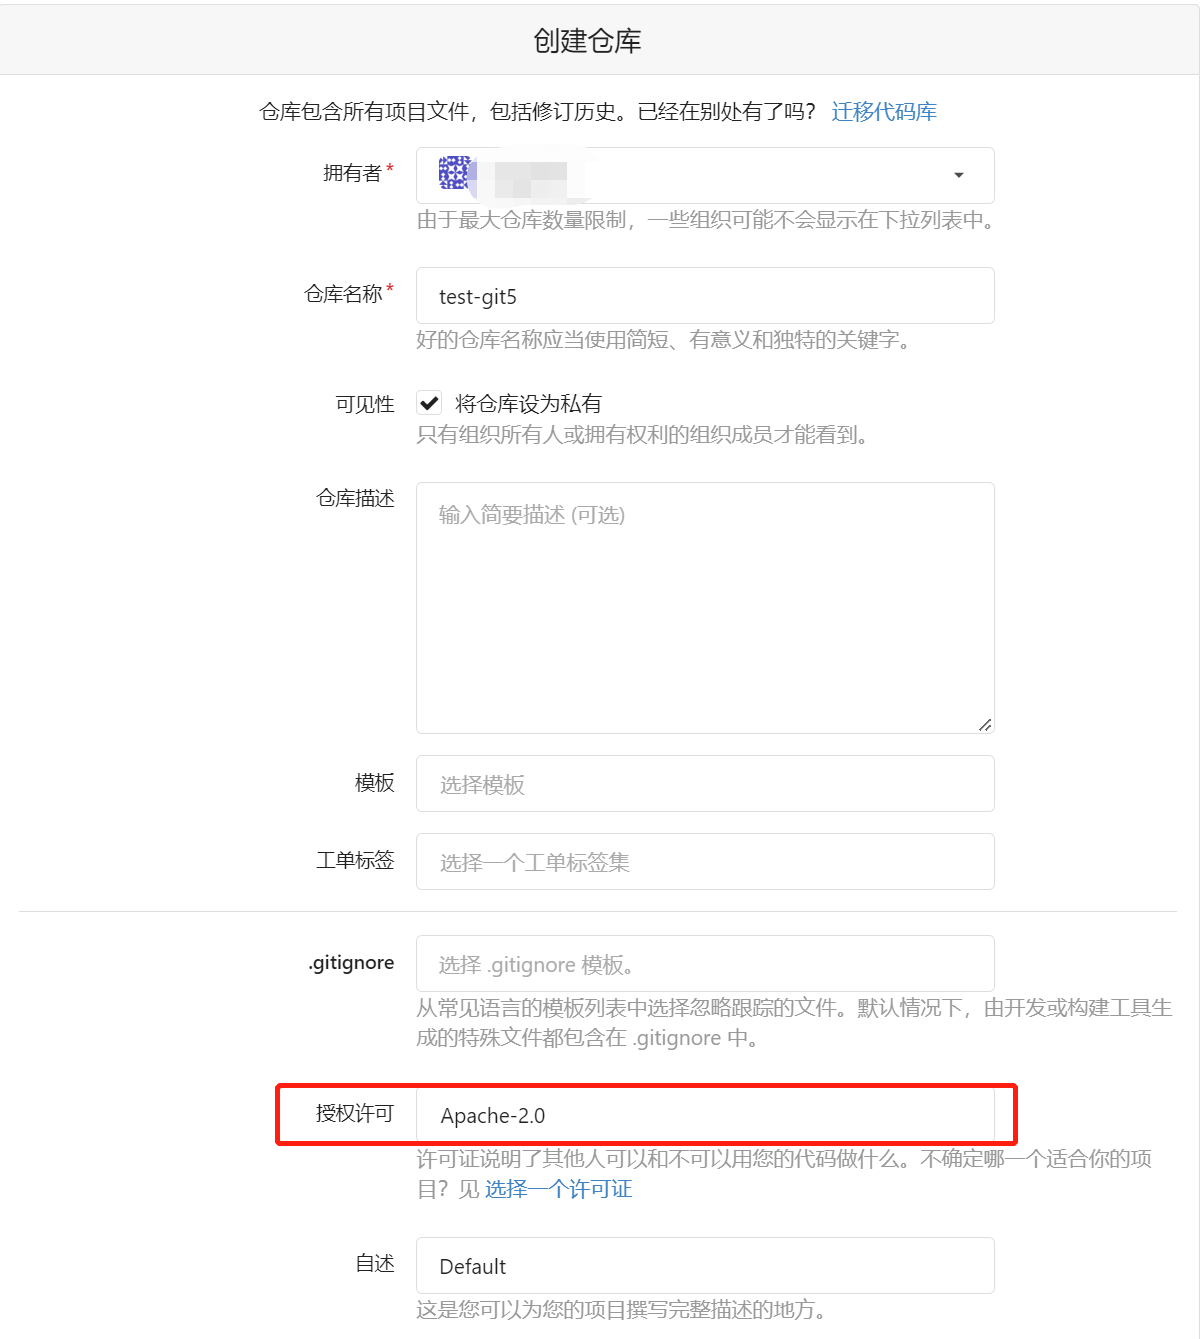 创建仓库
仓库包含所有项目文件，包括修订历史。已经在别处有了吗？ 迁移代码库
拥有者*
由于最大仓库数量限制，一些组织可能不会显示在下拉列表中。
仓库名称* test-git5
好的仓库名称应当使用简短、有意义和独特的关键字。
可见性 将仓库设为私有
只有组织所有人或拥有权利的组织成员才能看到。
仓库描述 输入简要描述 (可选)
模板 选择模板
工单标签 选择一个工单标签集
.gitignore 选择 .gitignore 模板。
从常见语言的模板列表中选择忽略跟踪的文件。默认情况下，由开发或构建工具生
成的特殊文件都包含在 .gitignore 中。
授权许可 Apache-2.0
许可证说明了其他人可以和不可以用您的代码做什么。不确定哪一个适合你的项
目？见 选择一个许可证
自述 Default
这是您可以为您的项目撰写完整描述的地方。